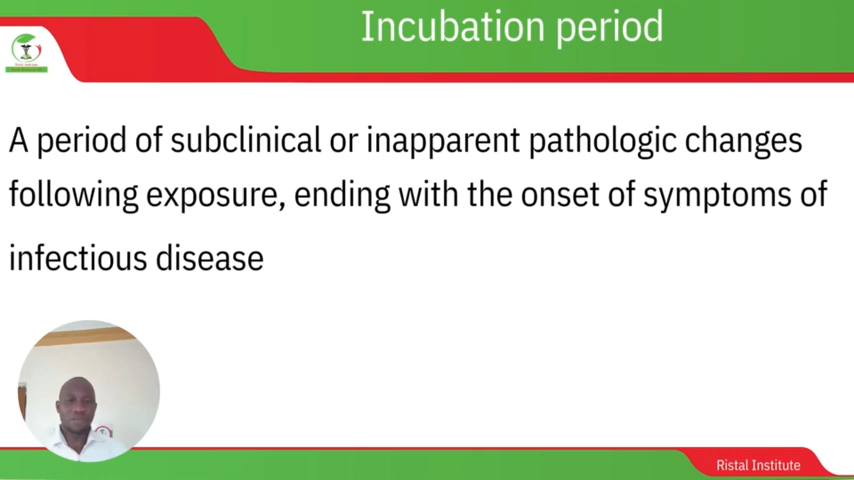 Incubation period
A period of subclinical or inapparent pathologic changes
following exposure, ending with the onset of symptoms of
infectious disease
Ristal Institute